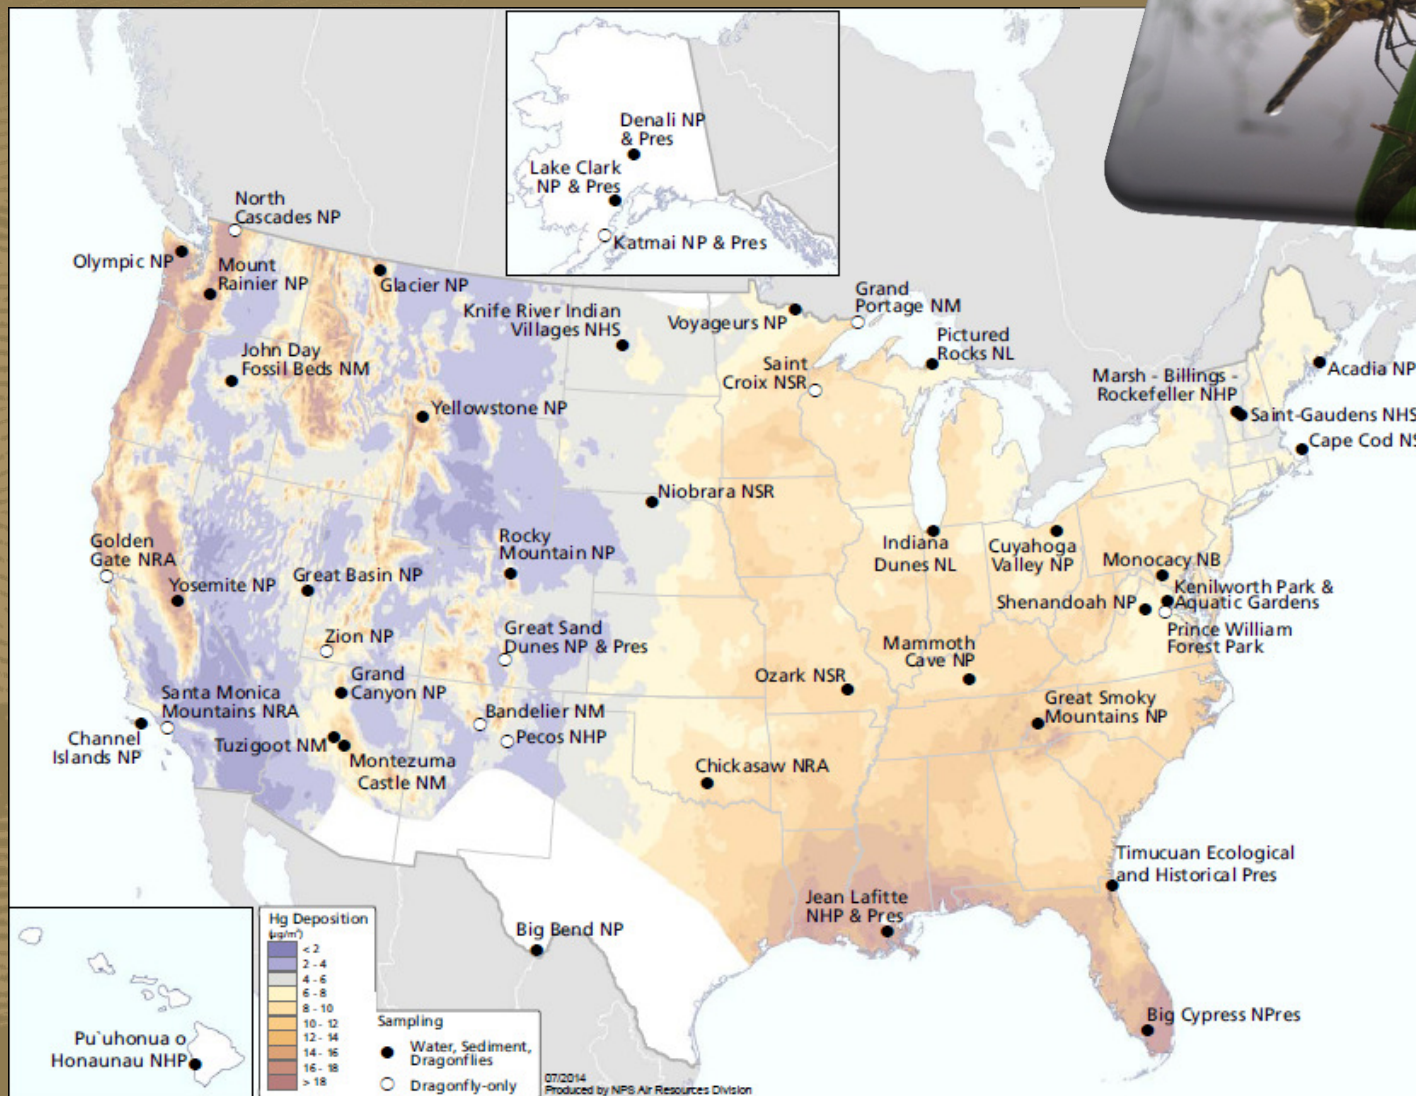 Denali NP
& Pres
Lake Clark
NP & Pres
Katmai NP & Pres
North
Cascades NP
Olympic NP
Mount
Rainier NP
Glacier NP
Knife River Indian
Villages NHS
Voyageurs NP
Grand
Portage NM
Pictured
Rocks NL
John Day
Fossil Beds NM
Saint
Croix NSR
Marsh - Billings -
Rockefeller NHP
Acadia NP
Yellowstone NP
Saint-Gaudens NHS
Cape Cod NS
Niobrara NSR
Golden
Gate NRA
Rocky
Mountain NP
Indiana
Dunes NL
Cuyahoga
Valley NP
Monocacy NB
Yosemite NP
Great Basin NP
Kenilworth Park &
Aquatic Gardens
Shenandoah NP
Prince William
Forest Park
Zion NP
Great Sand
Dunes NP & Pres
Mammoth
Cave NP
Ozark NSR
Grand
Canyon NP
Santa Monica
Mountains NRA
Great Smoky
Mountains NP
Bandelier NM
Pecos NHP
Channel
Islands NP
Tuzigoot NM
Montezuma
Castle NM
Chickasaw NRA
Timucuan Ecological
and Historical Pres
Jean Lafitte
NHP & Pres
Big Bend NP
Big Cypress NPres
Pu`uhonua o
Honaunau NHP
Hg Deposition
(µg/m²)
< 2
2 - 4
4 - 6
6 - 8
8 - 10
10 - 12
12 - 14
14 - 16
16 - 18
> 18
Sampling
Water, Sediment,
Dragonflies
Dragonfly-only
07/2014
Produced by NPS Air Resources Division